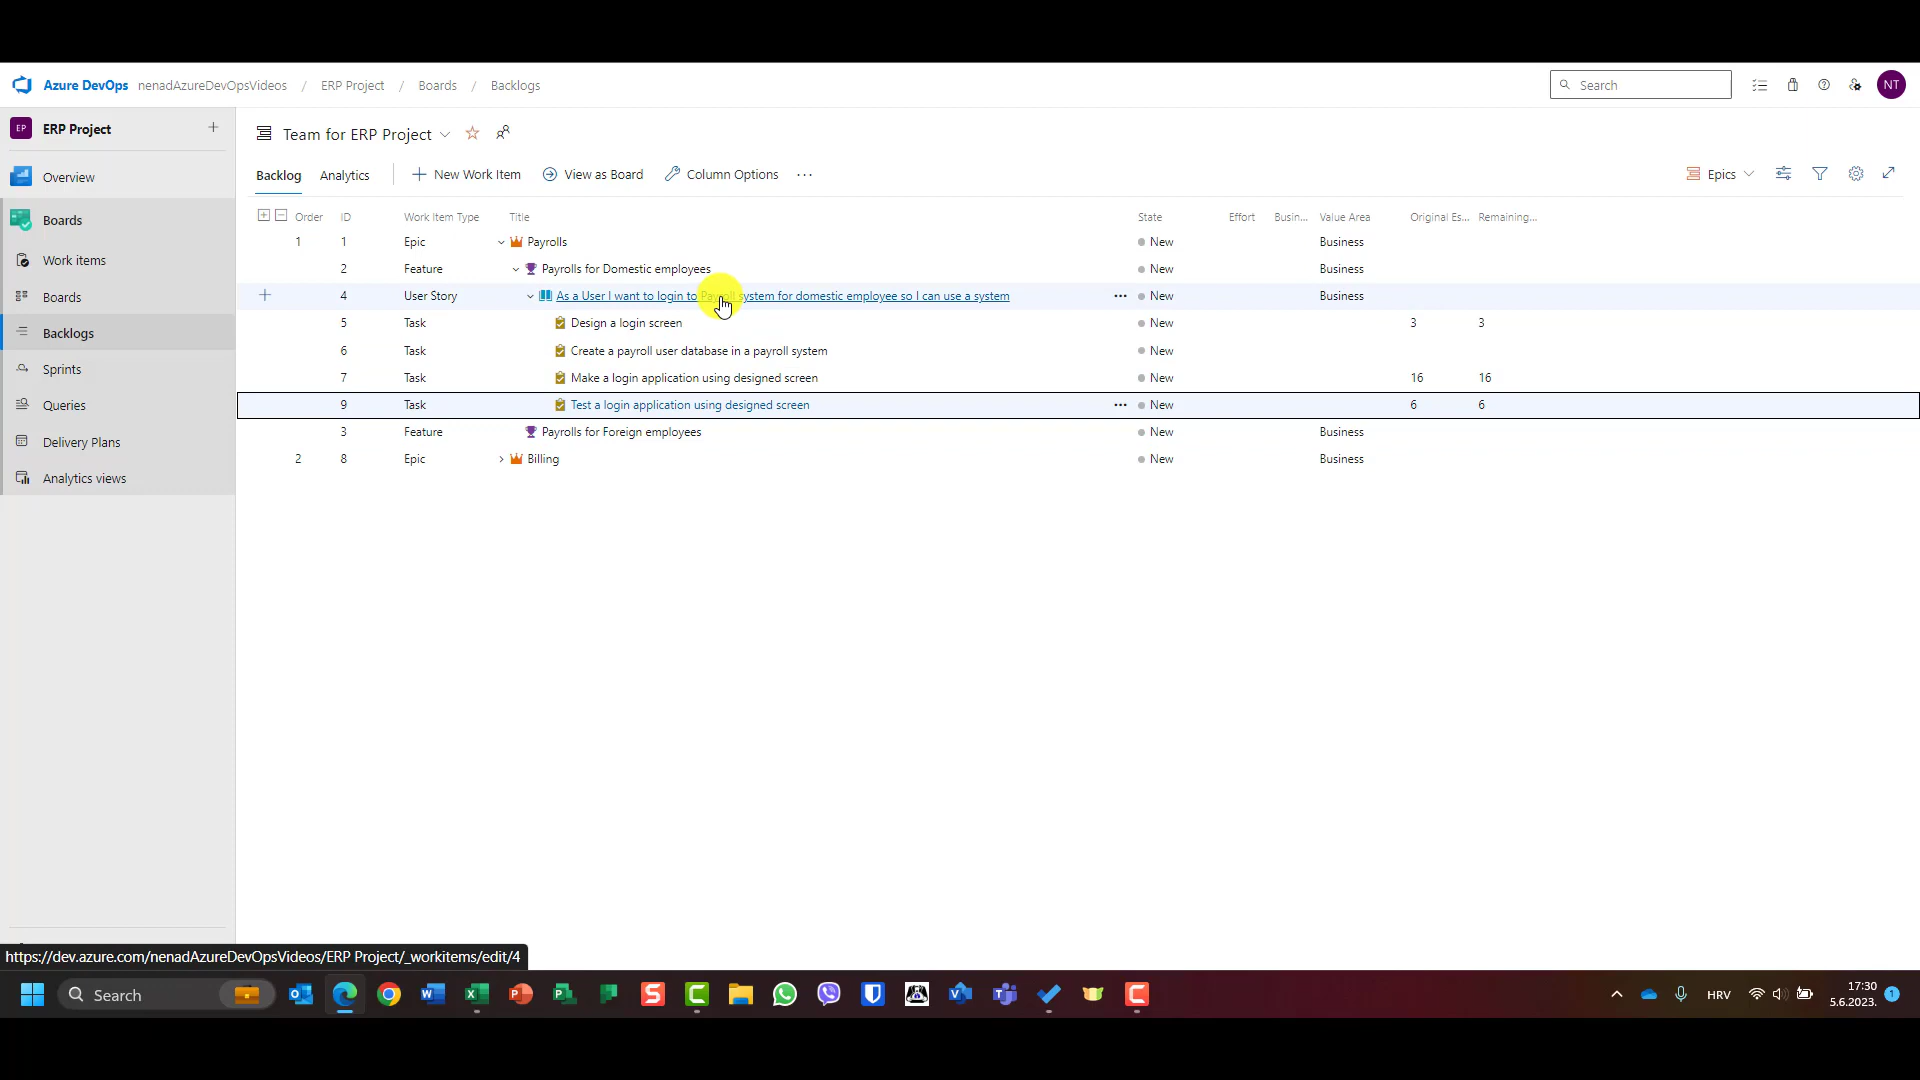 Azure DevOps nenadAzureDevOpsVideos / ERP Project / Boards / Backlogs Search NT
EP ERP Project
Team for ERP Project
Overview
Backlog Analytics New Work Item View as Board Column Options ... Epics
Boards
Work items
Boards
Backlogs
Sprints
Queries
Delivery Plans
Analytics views
Order ID Work Item Type Title State Effort Busin... Value Area Original Es... Remaining...
1 1 Epic Payrolls New Business
2 Feature Payrolls for Domestic employees New Business
4 User Story As a User I want to login to Payroll system for domestic employee so I can use a system ... New Business
5 Task Design a login screen New 3 3
6 Task Create a payroll user database in a payroll system New
7 Task Make a login application using designed screen New 16 16
9 Task Test a login application using designed screen ... New 6 6
3 Feature Payrolls for Foreign employees New Business
2 8 Epic Billing New Business
https://dev.azure.com/nenadAzureDevOpsVideos/ERP Project/_workitems/edit/4
Search HRV 17:30
5.6.2023. 1